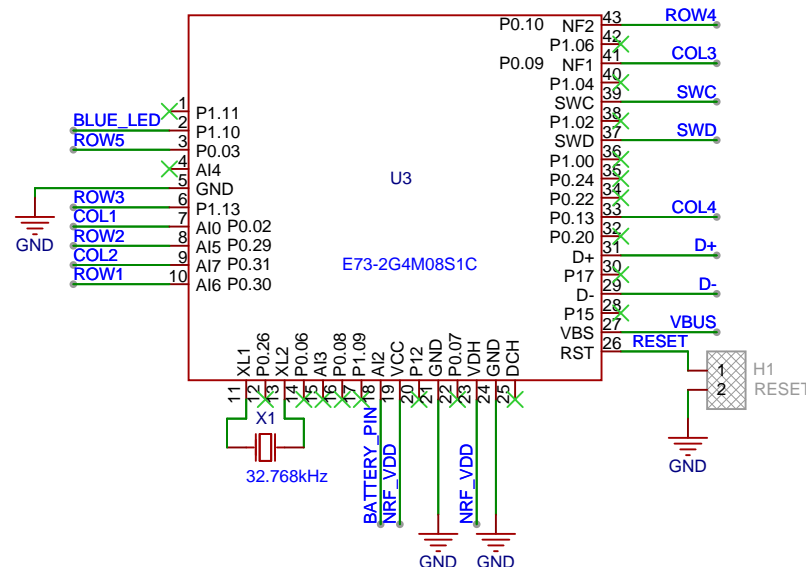 P0.10 NF2 43 ROW4
P1.06 42
P0.09 NF1 41 COL3
P1.04 40
SWC 39 SWC
P1.02 38
SWD 37 SWD
P1.00 36
P0.24 35
P0.22 34
P0.13 33 COL4
P0.20 32
D+ 31 D+
P17 30
D- 29 D-
P15 28
VBS 27 VBUS
RST 26 RESET
1 P1.11
BLUE_LED 2 P1.10
ROW5 3 P0.03
4 AI4
5 GND
GND
ROW3 6 P1.13
COL1 7 AI0 P0.02
ROW2 8 AI5 P0.29
COL2 9 AI7 P0.31
ROW1 10 AI6 P0.30
U3
E73-2G4M08S1C
1 H1
2 RESET
GND
XL1 11
P0.26 12
XL2 13
P0.06 14
AI3 15
P0.08 16
P1.09 17
AI2 18 BATTERY_PIN
VCC 19 NRF_VDD
P12 20
GND 21
P0.07 22
VDH 23 NRF_VDD
GND 24
DCH 25
X1
32.768kHz
GND GND